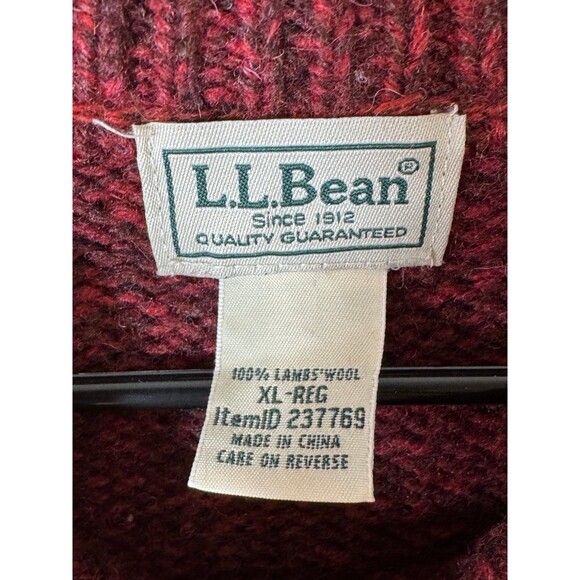 L.L.Bean®
Since 1912
QUALITY GUARANTEED
100% LAMBS' WOOL
XL-REG
ItemID 237769
MADE IN CHINA
CARE ON REVERSE